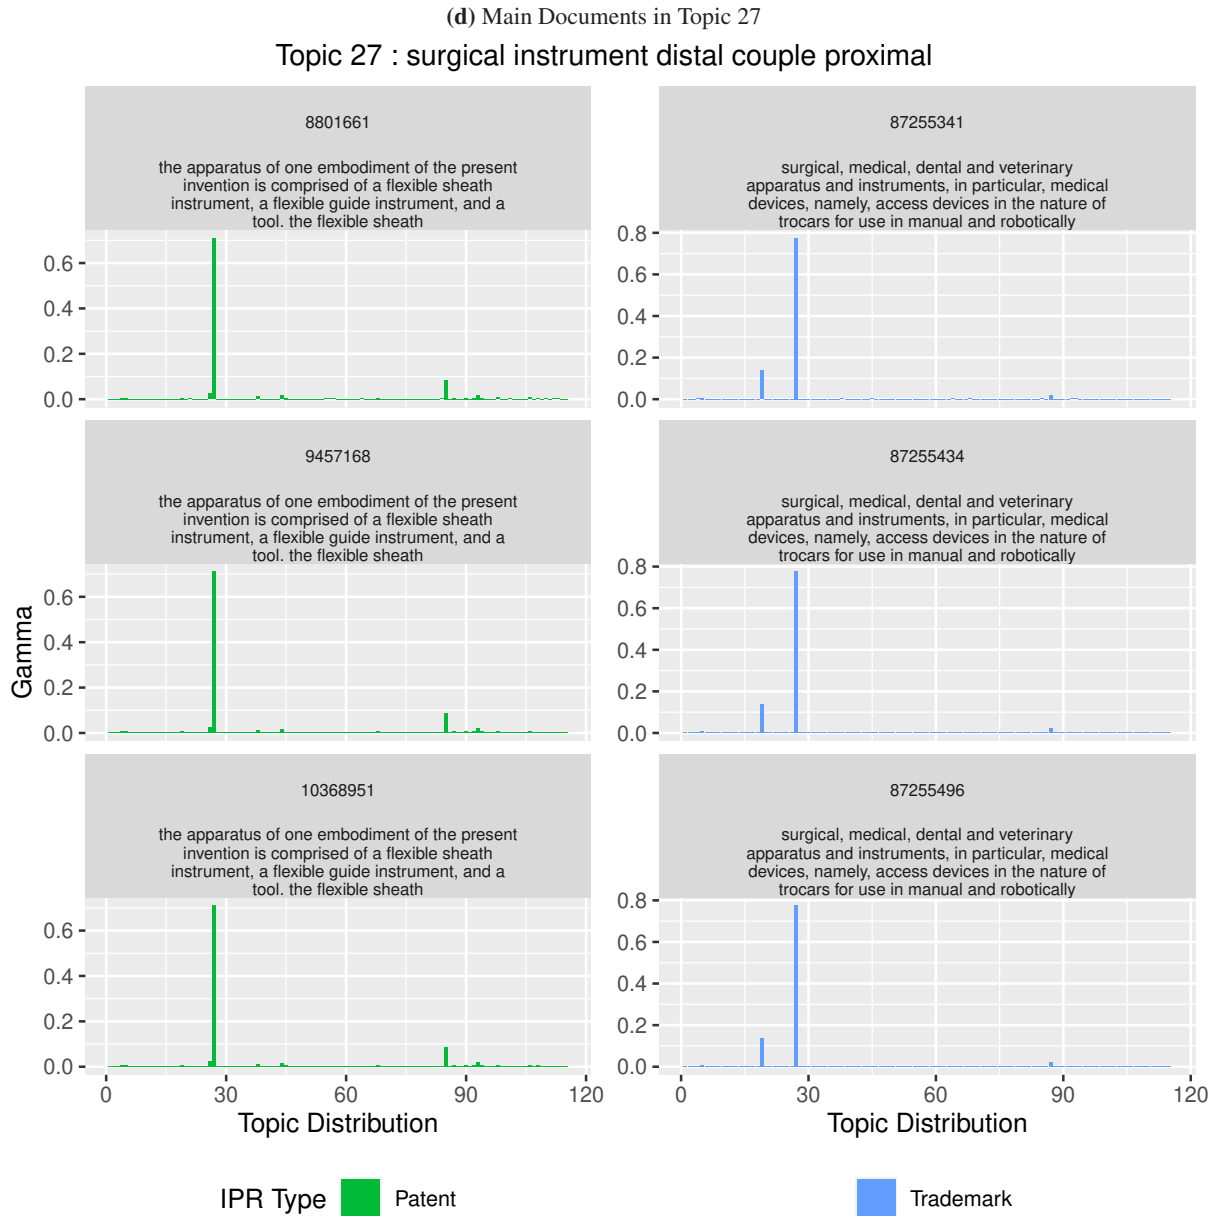 (d) Main Documents in Topic 27
Topic 27 : surgical instrument distal couple proximal
8801661
the apparatus of one embodiment of the present
invention is comprised of a flexible sheath
instrument, a flexible guide instrument, and a
tool. the flexible sheath
87255341
surgical, medical, dental and veterinary
apparatus and instruments, in particular, medical
devices, namely, access devices in the nature of
trocars for use in manual and robotically
0.6
0.4
0.2
0.0
0.8
0.6
0.4
0.2
0.0
9457168
the apparatus of one embodiment of the present
invention is comprised of a flexible sheath
instrument, a flexible guide instrument, and a
tool. the flexible sheath
87255434
surgical, medical, dental and veterinary
apparatus and instruments, in particular, medical
devices, namely, access devices in the nature of
trocars for use in manual and robotically
Gamma
0.6
0.4
0.2
0.0
0.8
0.6
0.4
0.2
0.0
10368951
the apparatus of one embodiment of the present
invention is comprised of a flexible sheath
instrument, a flexible guide instrument, and a
tool. the flexible sheath
87255496
surgical, medical, dental and veterinary
apparatus and instruments, in particular, medical
devices, namely, access devices in the nature of
trocars for use in manual and robotically
0.6
0.4
0.2
0.0
0.8
0.6
0.4
0.2
0.0
0 30 60 90 120
0 30 60 90 120
Topic Distribution
Topic Distribution
IPR Type Patent Trademark